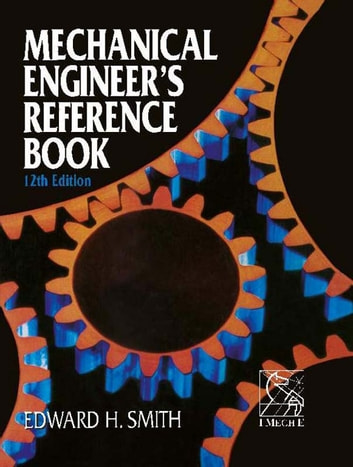 MECHANICAL
ENGINEER'S
REFERENCE
BOOK
12th Edition
EDWARD H. SMITH
I MECH E